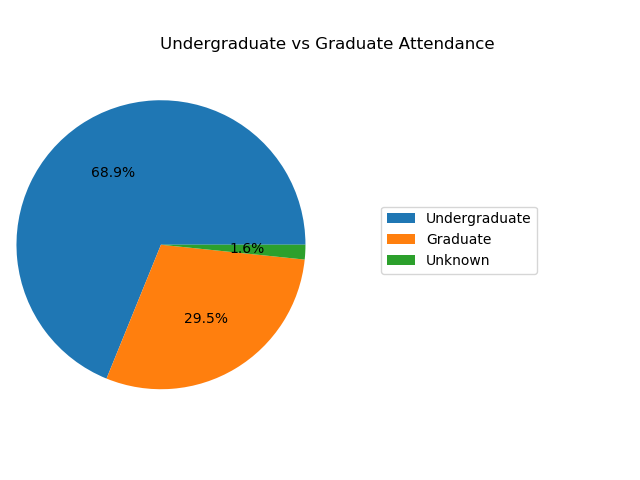 Undergraduate vs Graduate Attendance
68.9%
1.6%
29.5%
Undergraduate
Graduate
Unknown